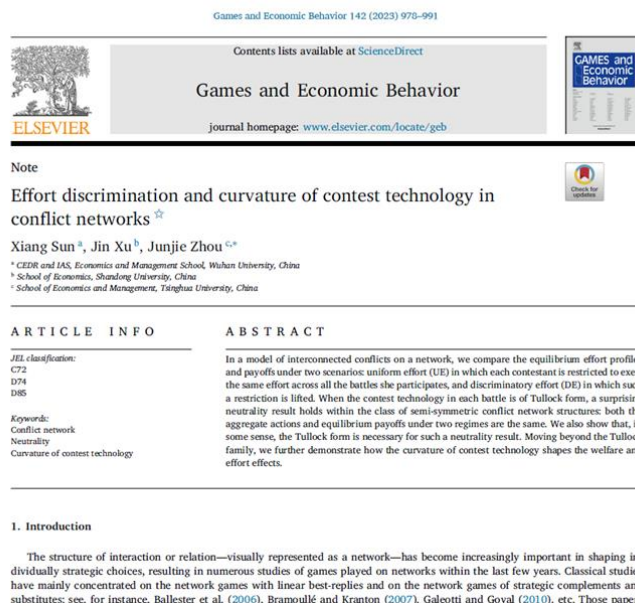 Games and Economic Behavior 142 (2023) 978–991
Contents lists available at ScienceDirect
Games and Economic Behavior
journal homepage: www.elsevier.com/locate/geb
ELSEVIER
GAMES and
Economic
Behavior
Note
Check for
updates
Effort discrimination and curvature of contest technology in
conflict networks ☆
Xiang Sun a, Jin Xu b, Junjie Zhou c,*
a CEDR and IAS, Economics and Management School, Wuhan University, China
b School of Economics, Shandong University, China
c School of Economics and Management, Tsinghua University, China
ARTICLE INFO
JEL classification:
C72
D74
D85
Keywords:
Conflict network
Neutrality
Curvature of contest technology
ABSTRACT
In a model of interconnected conflicts on a network, we compare the equilibrium effort profile
and payoffs under two scenarios: uniform effort (UE) in which each contestant is restricted to exe
the same effort across all the battles she participates, and discriminatory effort (DE) in which suc
a restriction is lifted. When the contest technology in each battle is of Tullock form, a surprisin
neutrality result holds within the class of semi-symmetric conflict network structures: both th
aggregate actions and equilibrium payoffs under two regimes are the same. We also show that, i
some sense, the Tullock form is necessary for such a neutrality result. Moving beyond the Tulloc
family, we further demonstrate how the curvature of contest technology shapes the welfare an
effort effects.
1. Introduction
The structure of interaction or relation—visually represented as a network—has become increasingly important in shaping in
dividually strategic choices, resulting in numerous studies of games played on networks within the last few years. Classical studie
have mainly concentrated on the network games with linear best-replies and on the network games of strategic complements an
substitutes; see, for instance, Ballester et al. (2006), Bramoullé and Kranton (2007), Galeotti and Goyal (2010), etc. Those paper